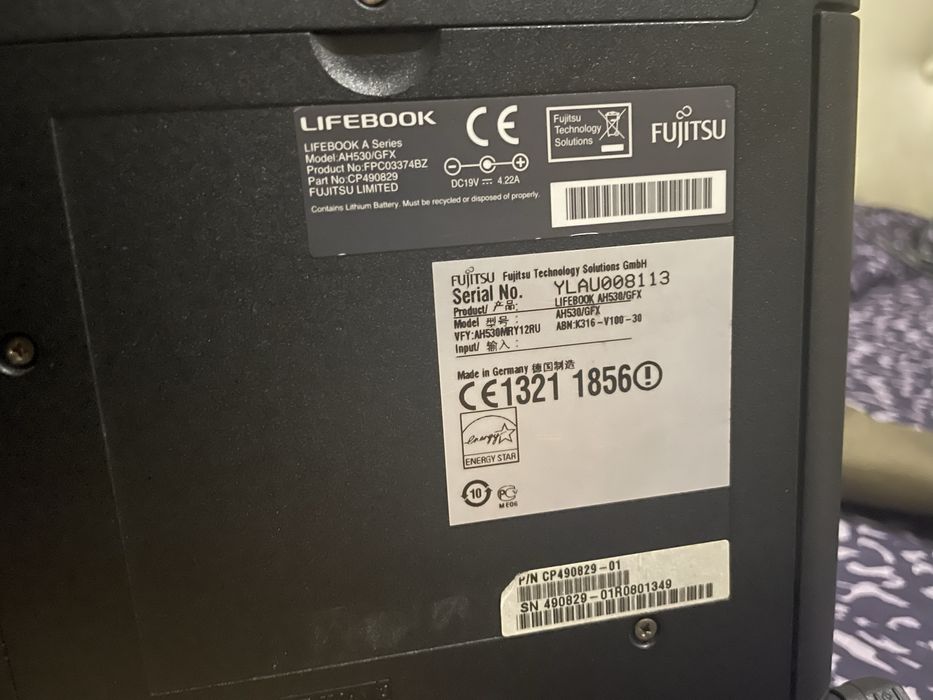 LIFEBOOK
LIFEBOOK A Series
Model:AH530/GFX
Product No:FPC03374BZ
Part No:CP490829
FUJITSU LIMITED
Contains Lithium Battery. Must be recycled or disposed of properly.
CE
DC19V 4.22A
Fujitsu
Technology
Solutions
FUJITSU
FUJITSU Fujitsu Technology Solutions GmbH
Serial No. YLAU008113
Product/ 产品: LIFEBOOK AH530/GFX
Model 型号: AH530/GFX
VFY:AH530MRY12RU ABN:K316-V100-30
Input/ 输入:
Made in Germany 德国制造
CE1321 1856
energy
ENERGY STAR
10
PC
ME06
P/N CP490829-01
SN 490829-01R0801349